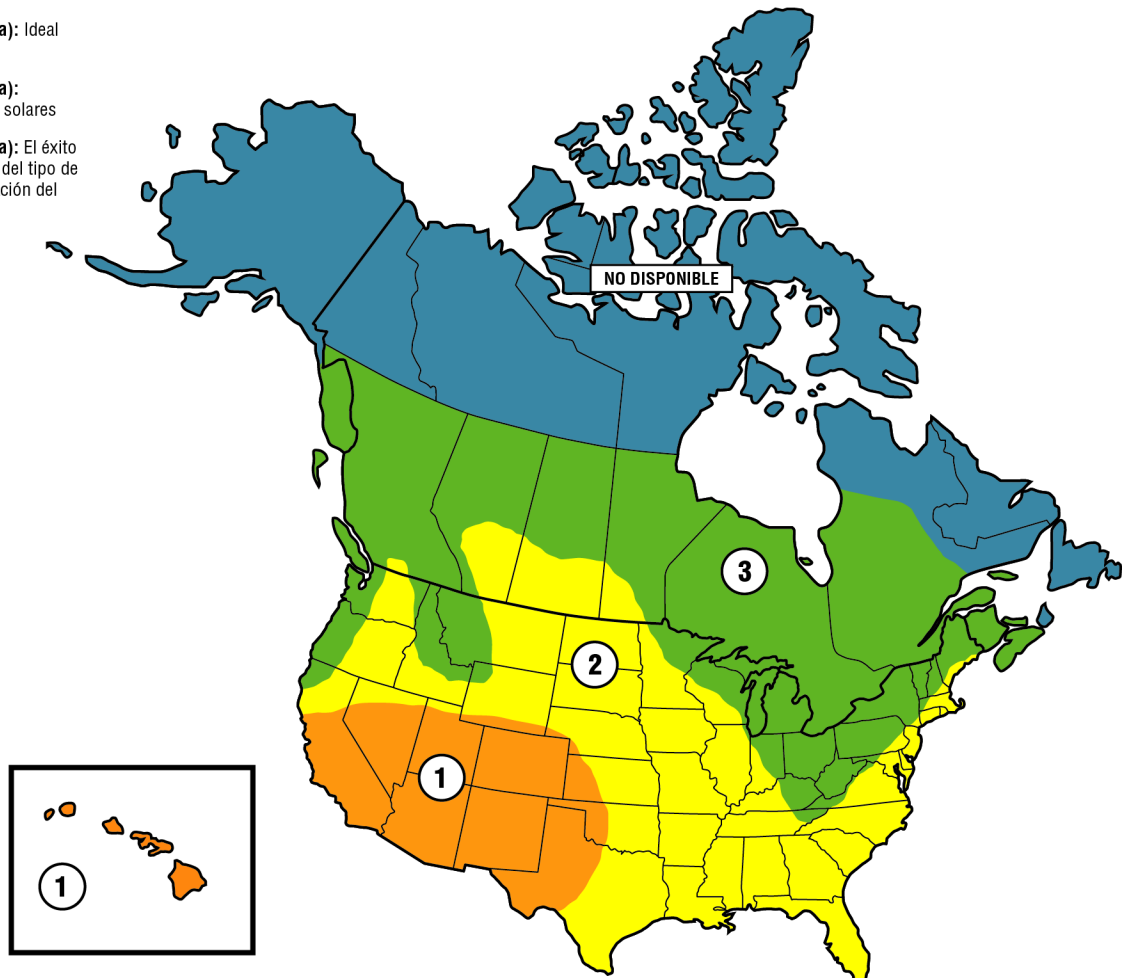 a): Ideal
a):
solares
a): El éxito
del tipo de
ción del
NO DISPONIBLE
3
2
1
1